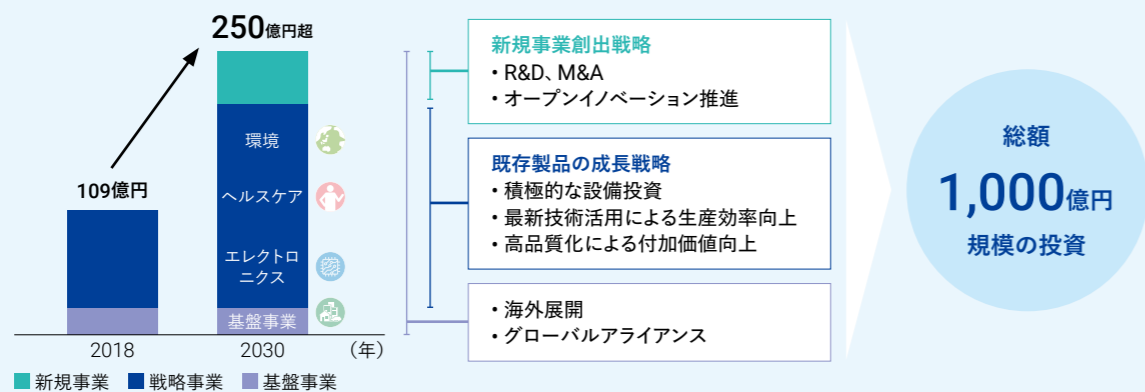 250億円超
109億円
環境
ヘルスケア
エレクトロ
ニクス
基盤事業
2018
2030
（年）
新規事業
戦略事業
基盤事業
新規事業創出戦略
・R&D、M&A
・オープンイノベーション推進
既存製品の成長戦略
・積極的な設備投資
・最新技術活用による生産効率向上
・高品質化による付加価値向上
・海外展開
・グローバルアライアンス
総額
1,000億円
規模の投資